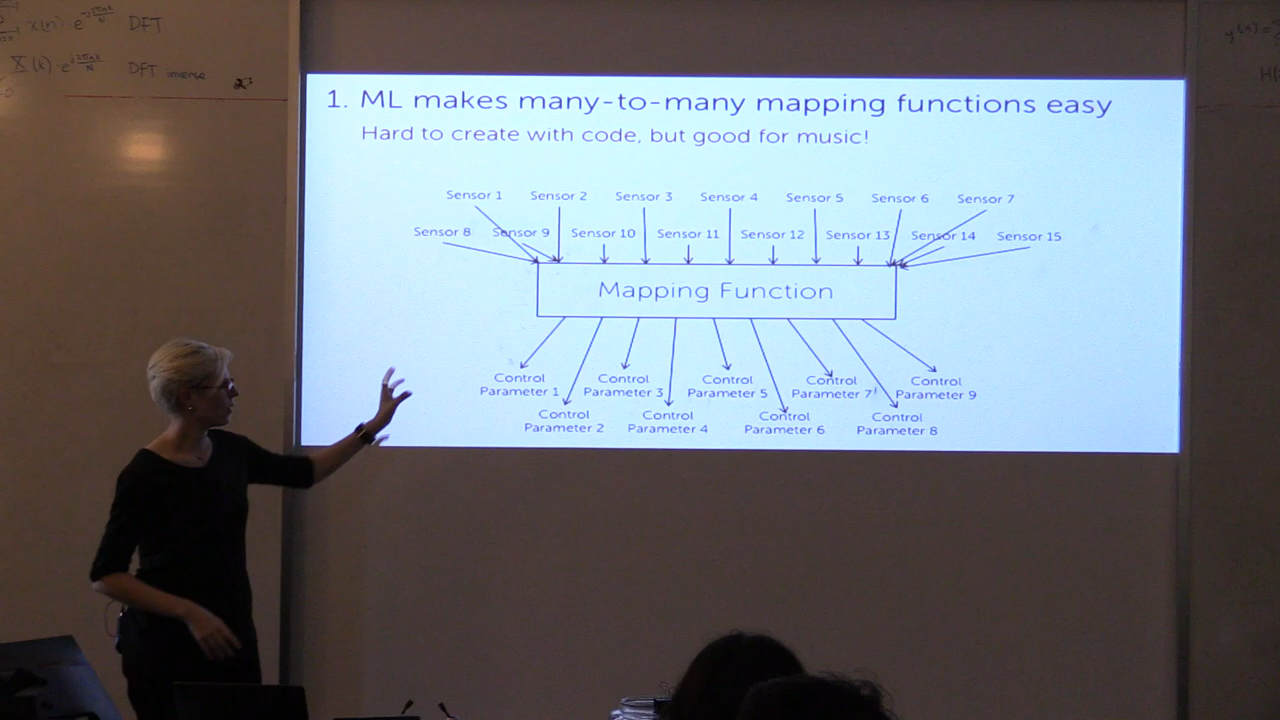 x(n)·e DFT
X(k)·e DFT inverse
1. ML makes many-to-many mapping functions easy
Hard to create with code, but good for music!
Sensor 1 Sensor 2 Sensor 3 Sensor 4 Sensor 5 Sensor 6 Sensor 7
Sensor 8 Sensor 9 Sensor 10 Sensor 11 Sensor 12 Sensor 13 Sensor 14 Sensor 15
Mapping Function
Control Parameter 1
Control Parameter 3
Control Parameter 5
Control Parameter 7
Control Parameter 9
Control Parameter 2
Control Parameter 4
Control Parameter 6
Control Parameter 8